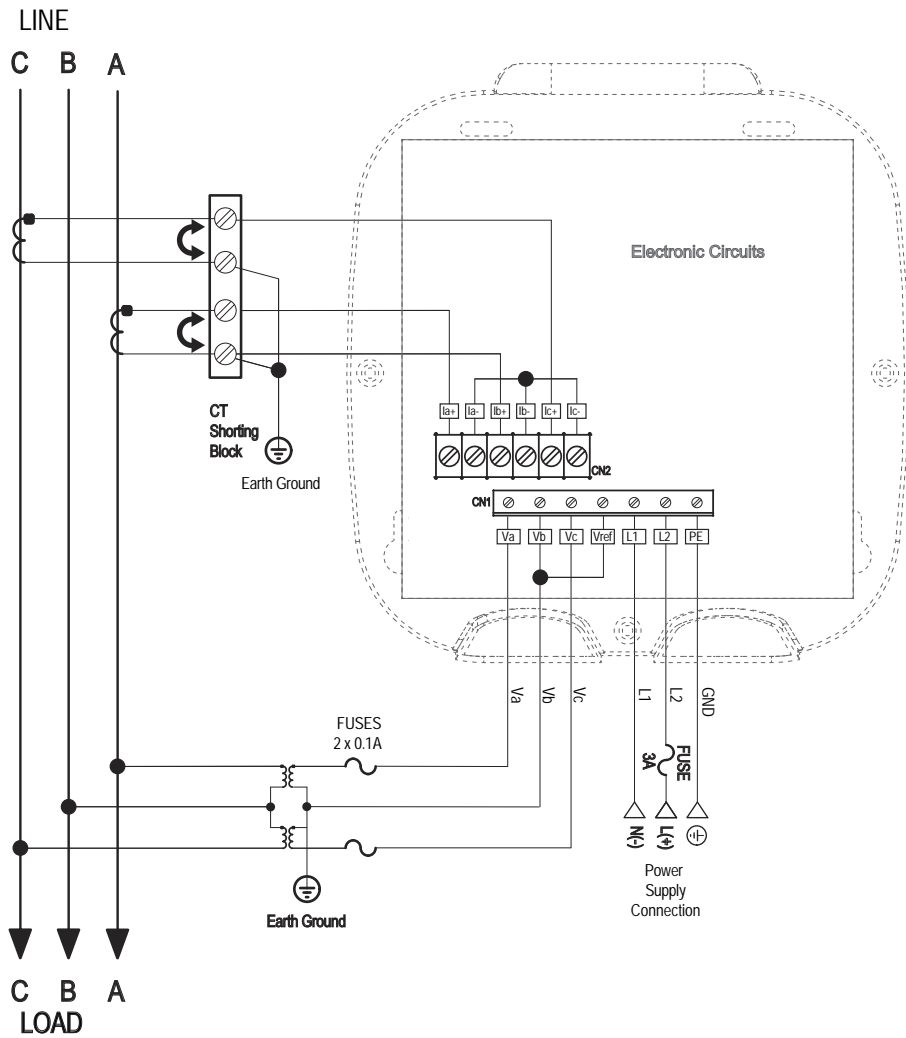 LINE
C B A
Electronic Circuits
CT
Shorting
Block
Earth Ground
Ia+ Ia- Ib+ Ib- Ic+ Ic-
CN2
CN1
Va Vb Vc Vref L1 L2 PE
Va Vb Vc L1 L2 GND
FUSES
2 x 0.1A
FUSE
3A
N(-) L(+)
Power
Supply
Connection
Earth Ground
C B A
LOAD